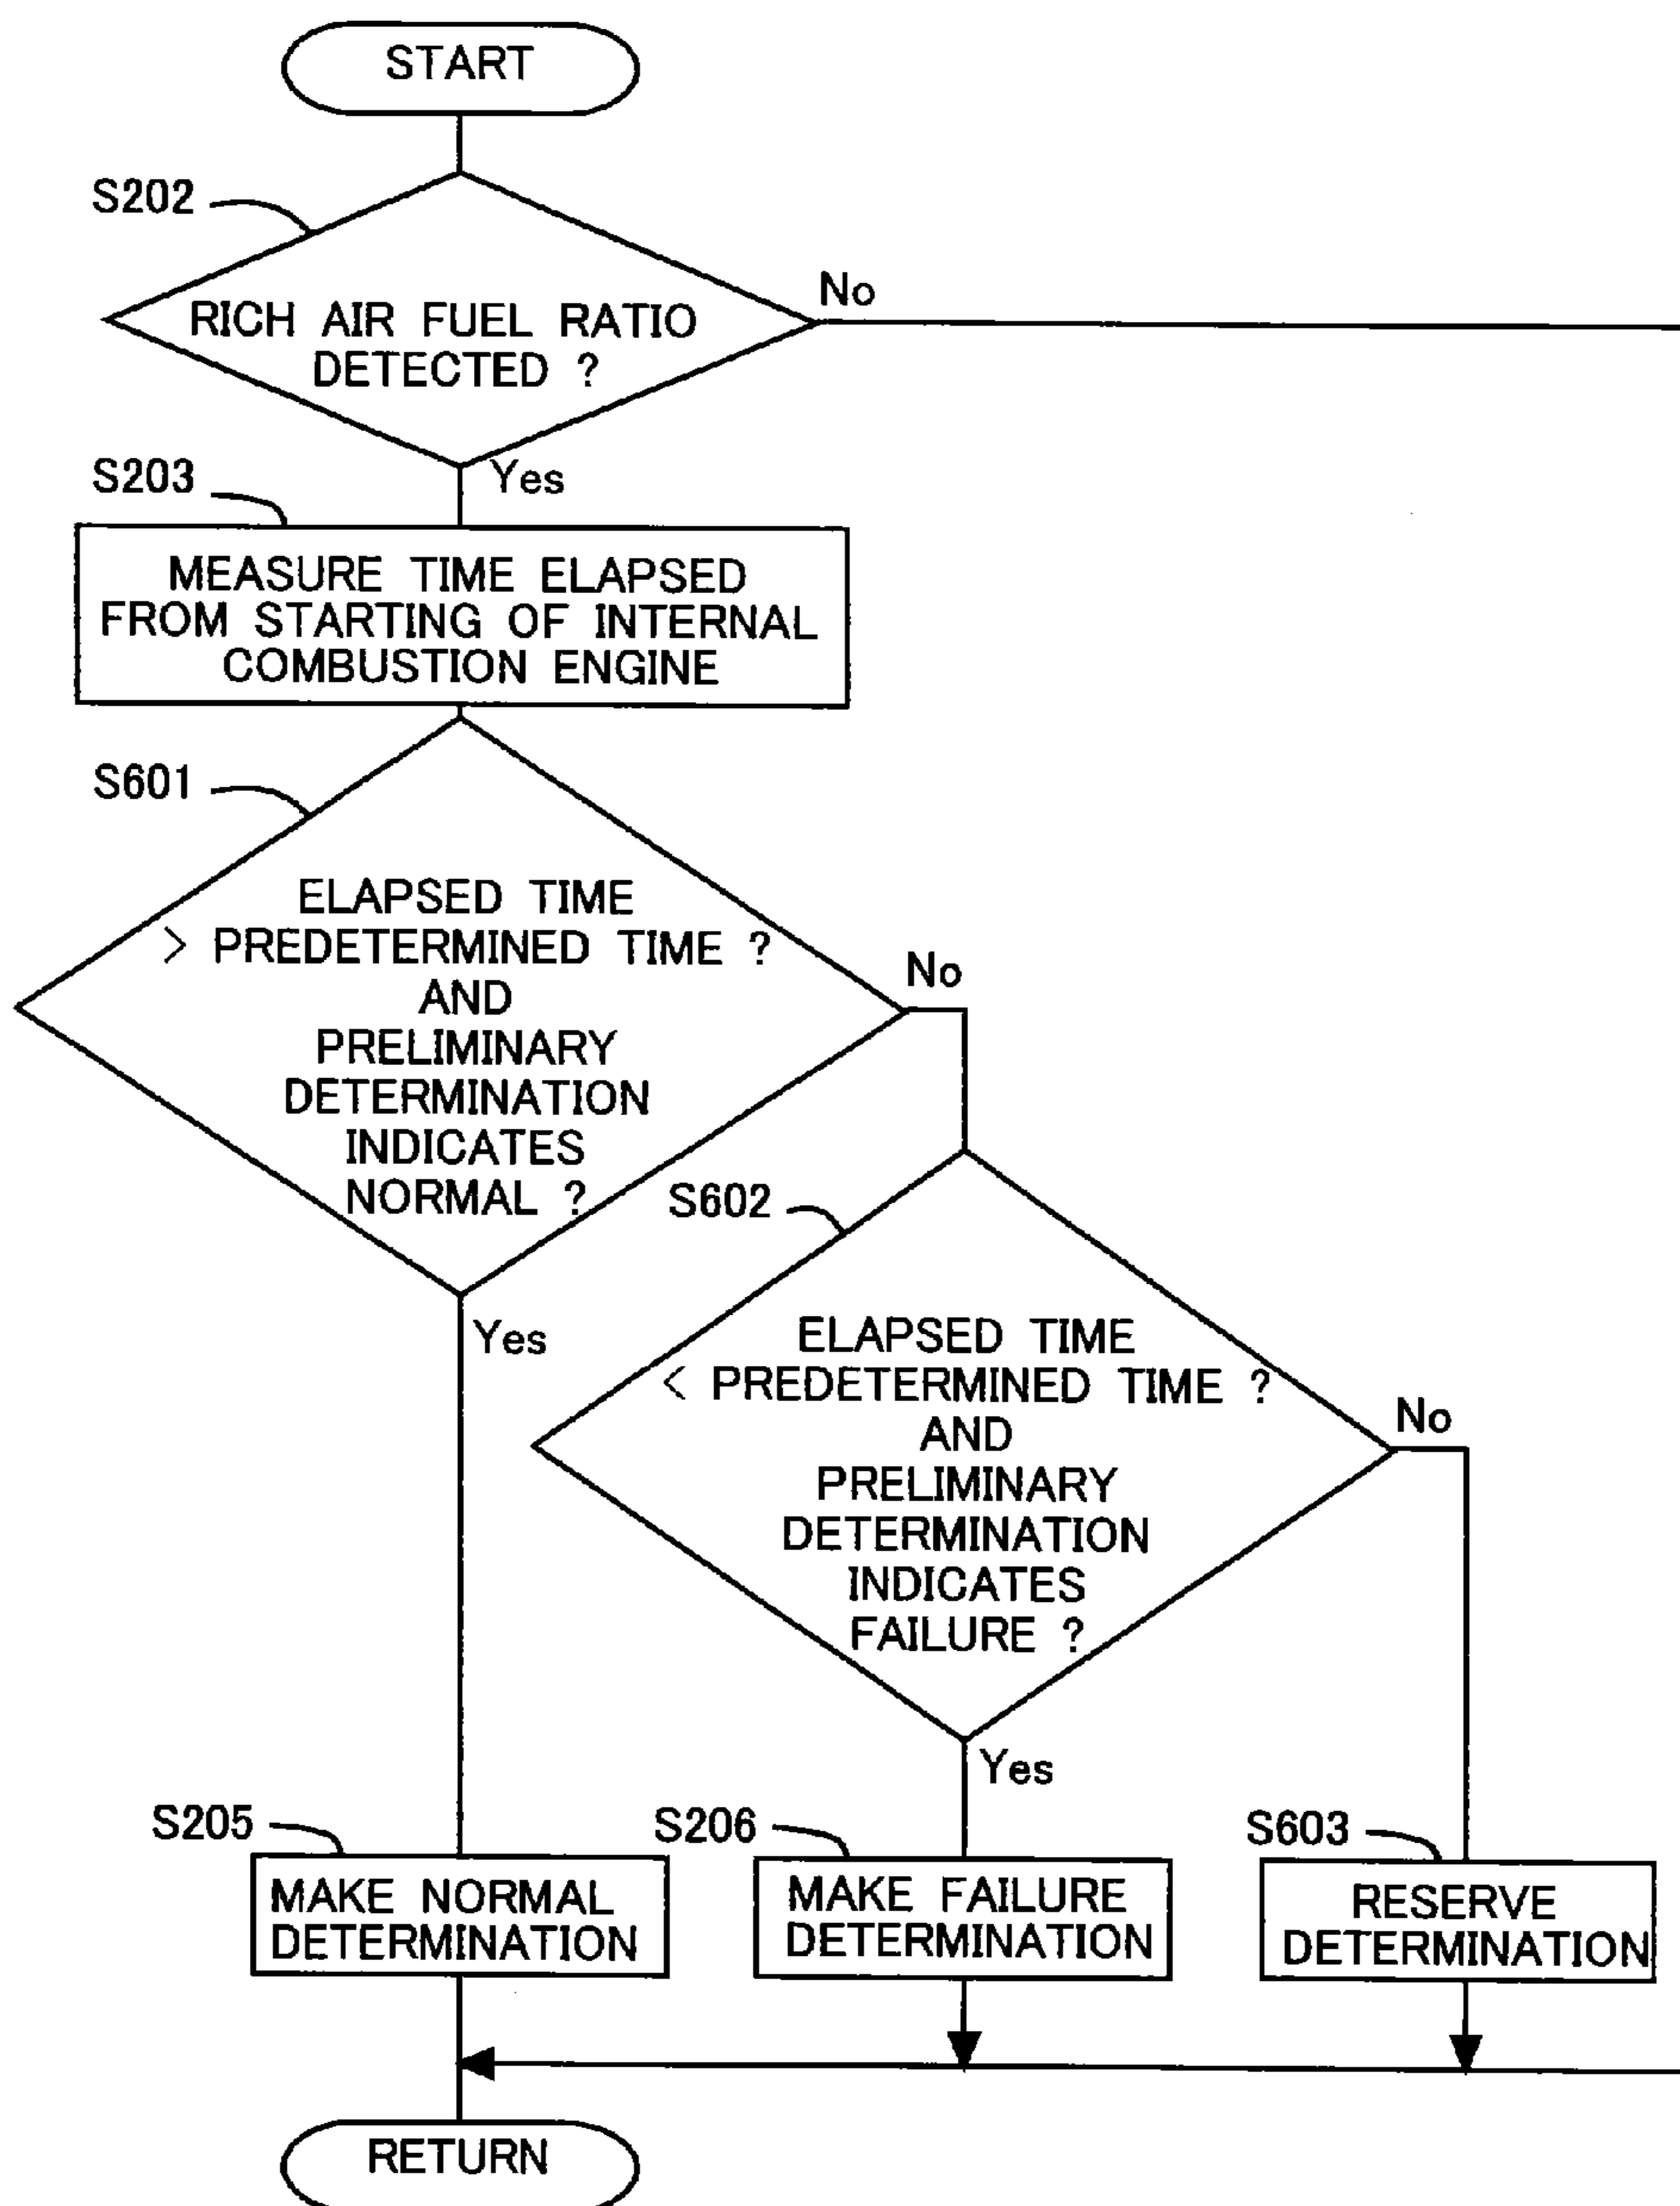 START
S202
RICH AIR FUEL RATIO
DETECTED ?
No
Yes
S203
MEASURE TIME ELAPSED
FROM STARTING OF INTERNAL
COMBUSTION ENGINE
S601
ELAPSED TIME
> PREDETERMINED TIME ?
AND
PRELIMINARY
DETERMINATION
INDICATES
NORMAL ?
No
Yes
S602
ELAPSED TIME
< PREDETERMINED TIME ?
AND
PRELIMINARY
DETERMINATION
INDICATES
FAILURE ?
No
Yes
S205
MAKE NORMAL
DETERMINATION
S206
MAKE FAILURE
DETERMINATION
S603
RESERVE
DETERMINATION
RETURN